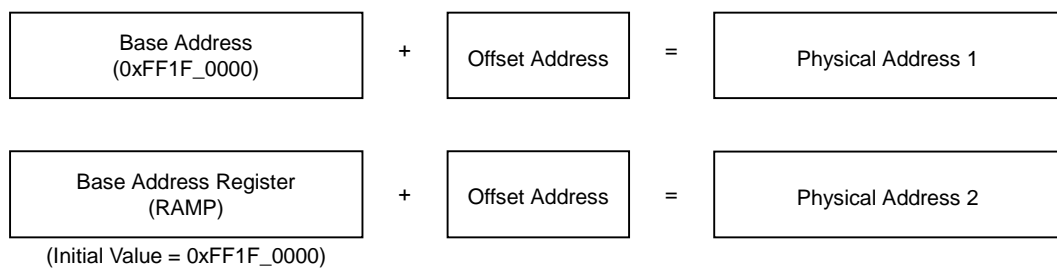 Base Address
(0xFF1F_0000)
+
Offset Address
=
Physical Address 1
Base Address Register
(RAMP)
+
Offset Address
=
Physical Address 2
(Initial Value = 0xFF1F_0000)